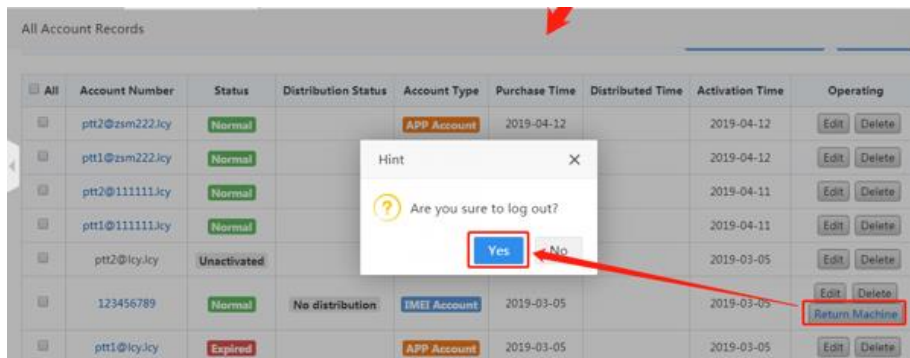 All Account Records
All Account Number Status Distribution Status Account Type Purchase Time Distributed Time Activation Time Operating
ptt2@zsm222.lcy Normal APP Account 2019-04-12 2019-04-12 Edit Delete
ptt1@zsm222.lcy Normal 2019-04-12 Edit Delete
Hint
ptt2@111111.lcy Normal 2019-04-11 Edit Delete
Are you sure to log out?
ptt1@111111.lcy Normal 2019-04-11 Edit Delete
Yes No
ptt2@lcy.lcy Unactivated 2019-03-05 Edit Delete
123456789 Normal No distribution IMEI Account 2019-03-05 2019-03-05 Edit Delete
Return Machine
ptt1@lcy.lcy Expired APP Account 2019-03-05 2019-03-05 Edit Delete